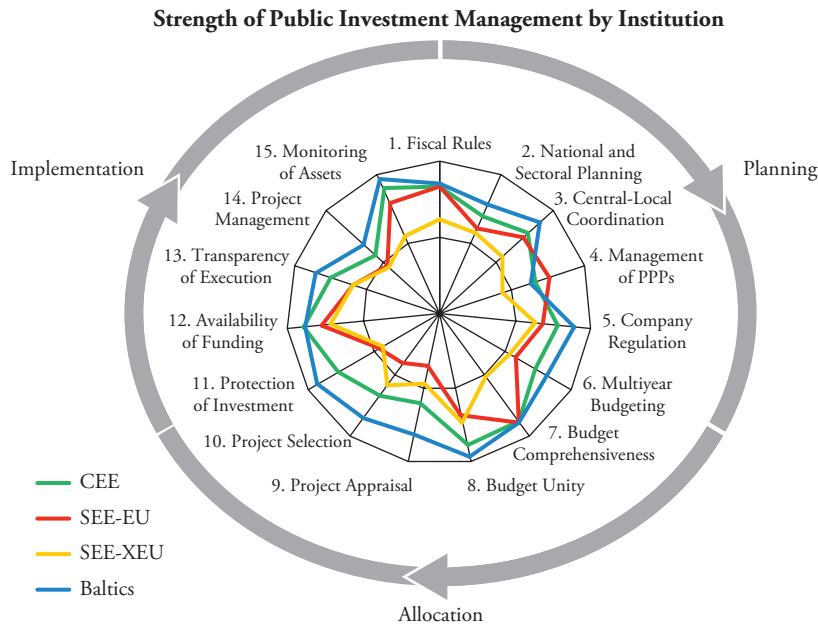 Strength of Public Investment Management by Institution
Implementation
Planning
Allocation
1. Fiscal Rules
2. National and
Sectoral Planning
3. Central-Local
Coordination
4. Management
of PPPs
5. Company
Regulation
6. Multiyear
Budgeting
7. Budget
Comprehensiveness
8. Budget Unity
9. Project Appraisal
10. Project Selection
11. Protection
of Investment
12. Availability
of Funding
13. Transparency
of Execution
14. Project
Management
15. Monitoring
of Assets
CEE
SEE-EU
SEE-XEU
Baltics